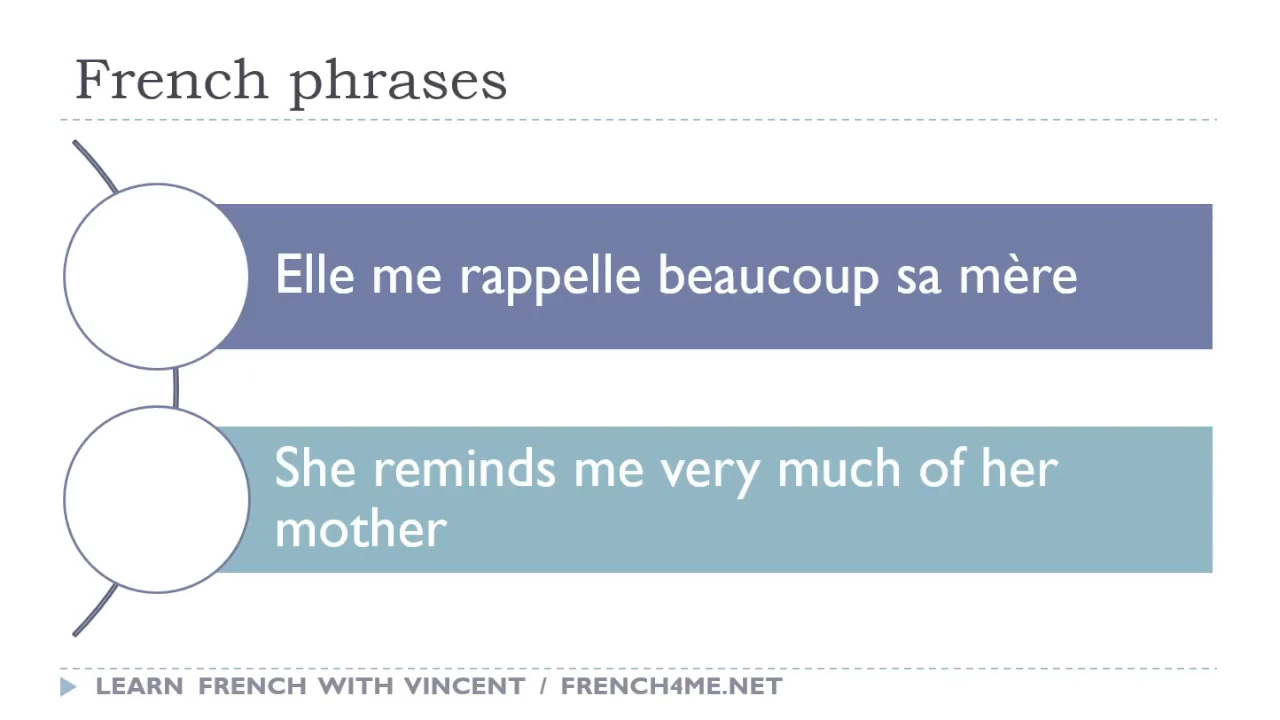 French phrases
Elle me rappelle beaucoup sa mère
She reminds me very much of her
mother
LEARN FRENCH WITH VINCENT / FRENCH4ME.NET